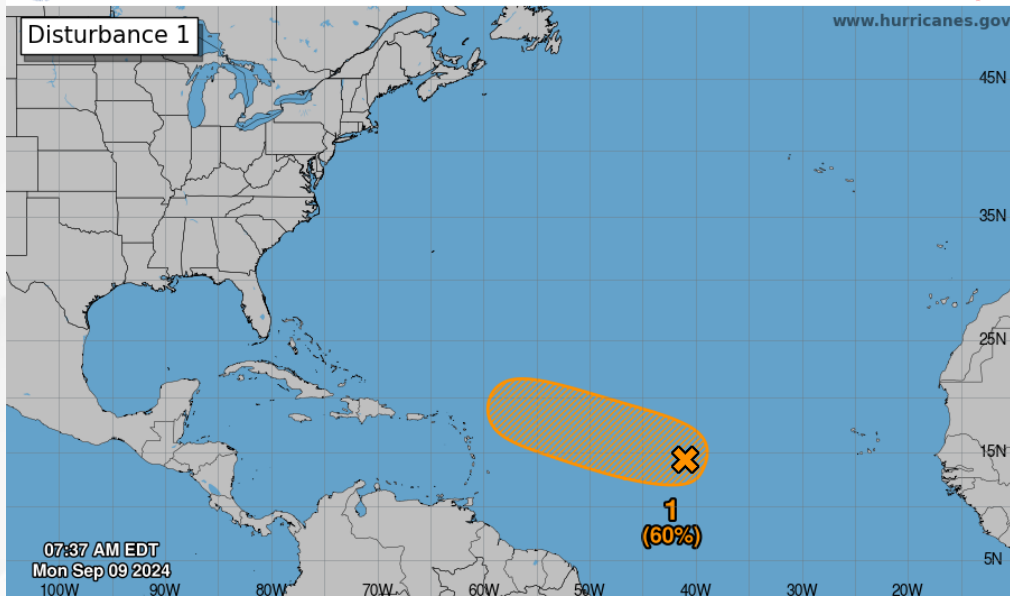 Disturbance 1
www.hurricanes.gov
45N
35N
25N
15N
1
(60%)
5N
07:37 AM EDT
Mon Sep 09 2024
100W 90W 80W 70W 60W 50W 40W 30W 20W